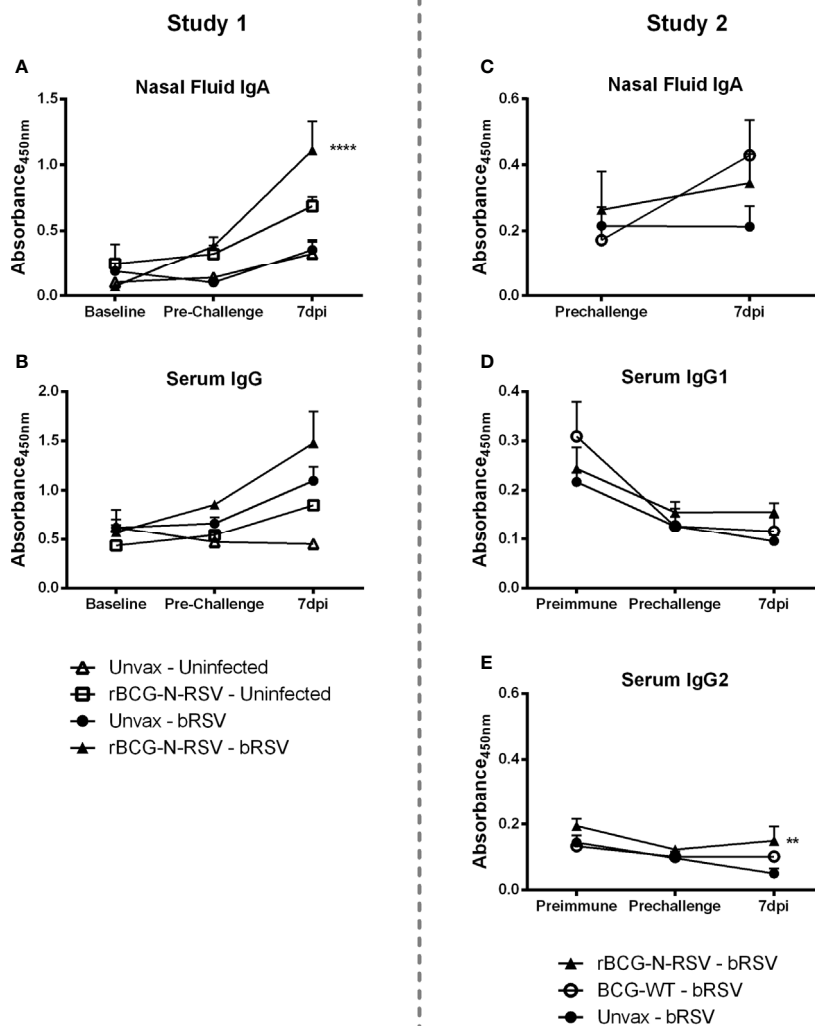 Study 1
Study 2
A
Nasal Fluid IgA
Absorbance450nm
1.5
1.0
0.5
0.0
****
Baseline
Pre-Challenge
7dpi
B
Serum IgG
Absorbance450nm
2.0
1.5
1.0
0.5
0.0
Baseline
Pre-Challenge
7dpi
Unvax - Uninfected
rBCG-N-RSV - Uninfected
Unvax - bRSV
rBCG-N-RSV - bRSV
C
Nasal Fluid IgA
Absorbance450nm
0.6
0.4
0.2
0.0
Prechallenge
7dpi
D
Serum IgG1
Absorbance450nm
0.4
0.3
0.2
0.1
0.0
Preimmune
Prechallenge
7dpi
E
Serum IgG2
Absorbance450nm
0.6
0.4
0.2
0.0
**
Preimmune
Prechallenge
7dpi
rBCG-N-RSV - bRSV
BCG-WT - bRSV
Unvax - bRSV